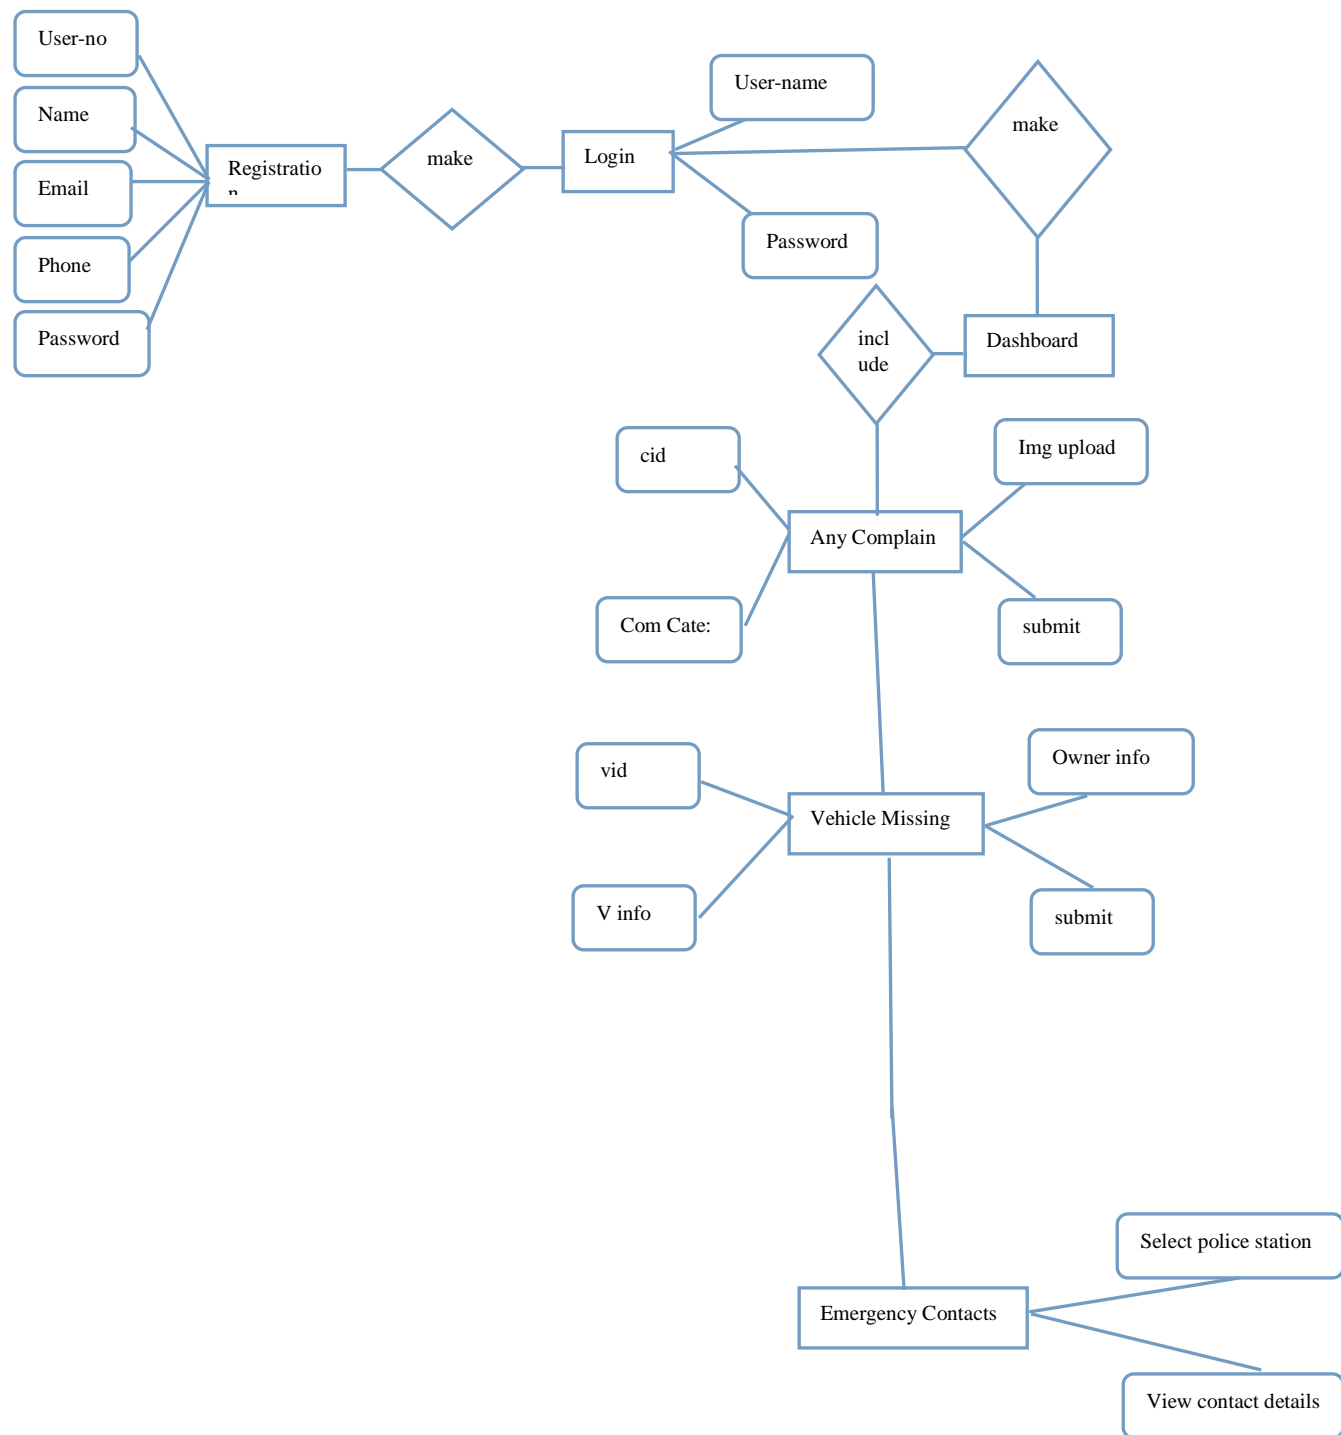 User-no
Name
Email
Phone
Password
Registratio
n
make
Login
User-name
Password
make
Dashboard
incl
ude
cid
Com Cate:
Any Complain
Img upload
submit
vid
V info
Vehicle Missing
Owner info
submit
Emergency Contacts
Select police station
View contact details